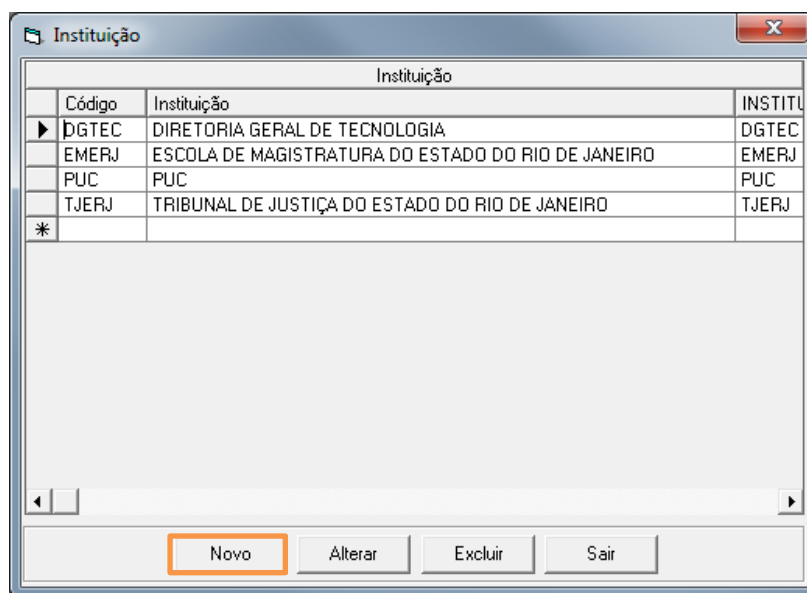 Instituição
Instituição
Código Instituição INSTITU
DGTEC DIRETORIA GERAL DE TECNOLOGIA DGTEC
EMERJ ESCOLA DE MAGISTRATURA DO ESTADO DO RIO DE JANEIRO EMERJ
PUC PUC PUC
TJERJ TRIBUNAL DE JUSTIÇA DO ESTADO DO RIO DE JANEIRO TJERJ
Novo Alterar Excluir Sair